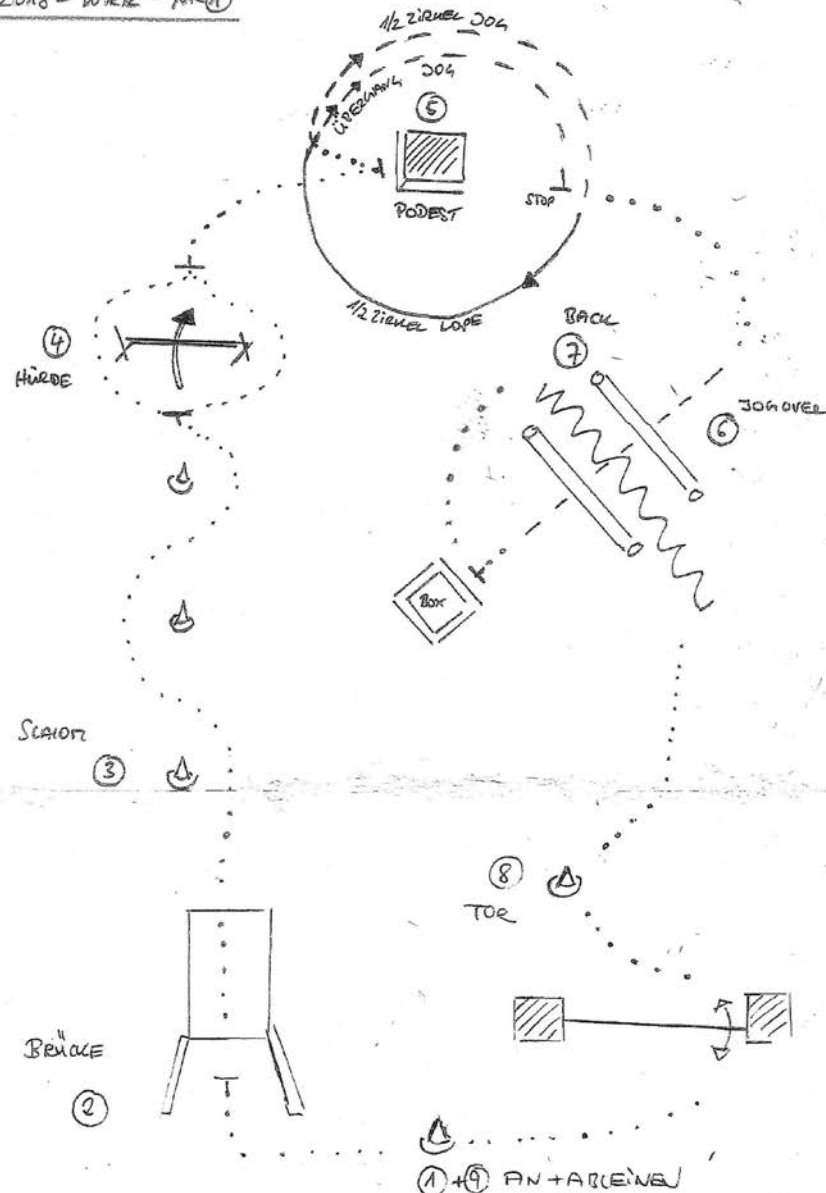 1/2 ZIRKEL JOG
JOG
ÜBERGANG
5
PODEST
STOP
1/2 ZIRKEL LOPE
4
HÜRDE
BACK
7
JOG OVER
6
BOX
SLALOM
3
8
TOR
BRÜCKE
2
1+9 AN+ABLEINEN